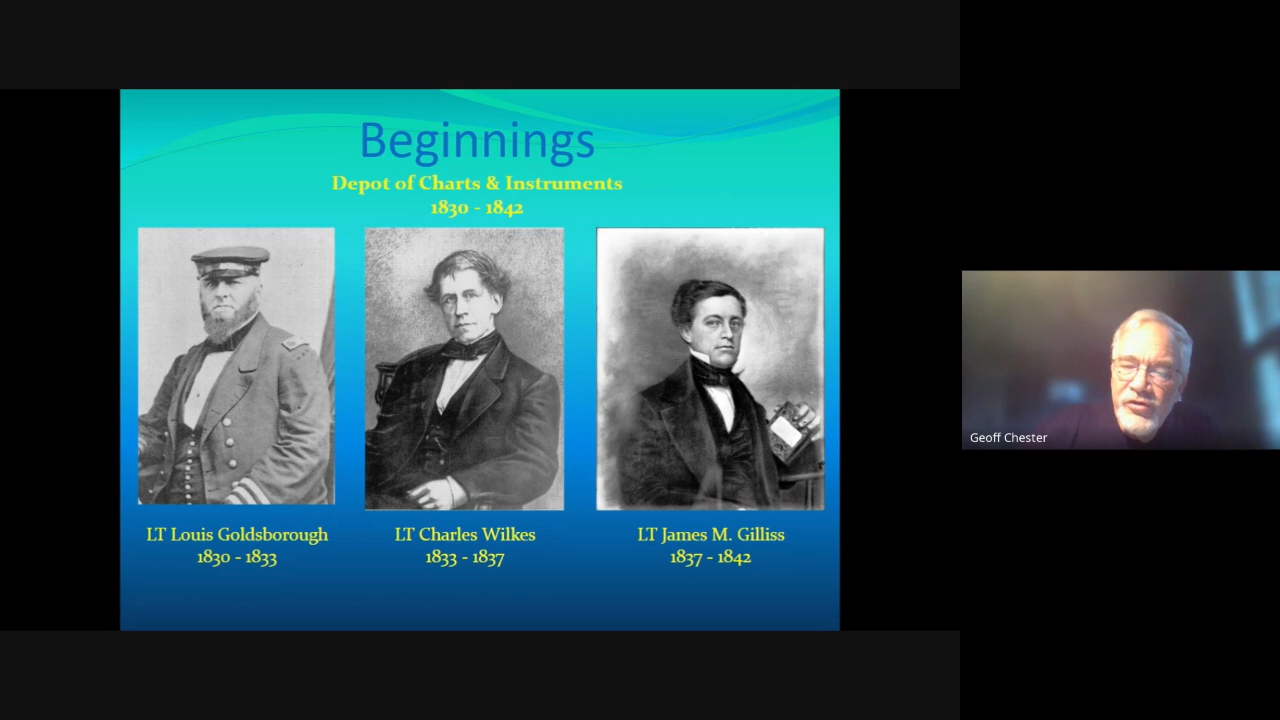 Beginnings
Depot of Charts & Instruments
1830 - 1842
LT Louis Goldsborough
1830 - 1833
LT Charles Wilkes
1833 - 1837
LT James M. Gilliss
1837 - 1842
Geoff Chester